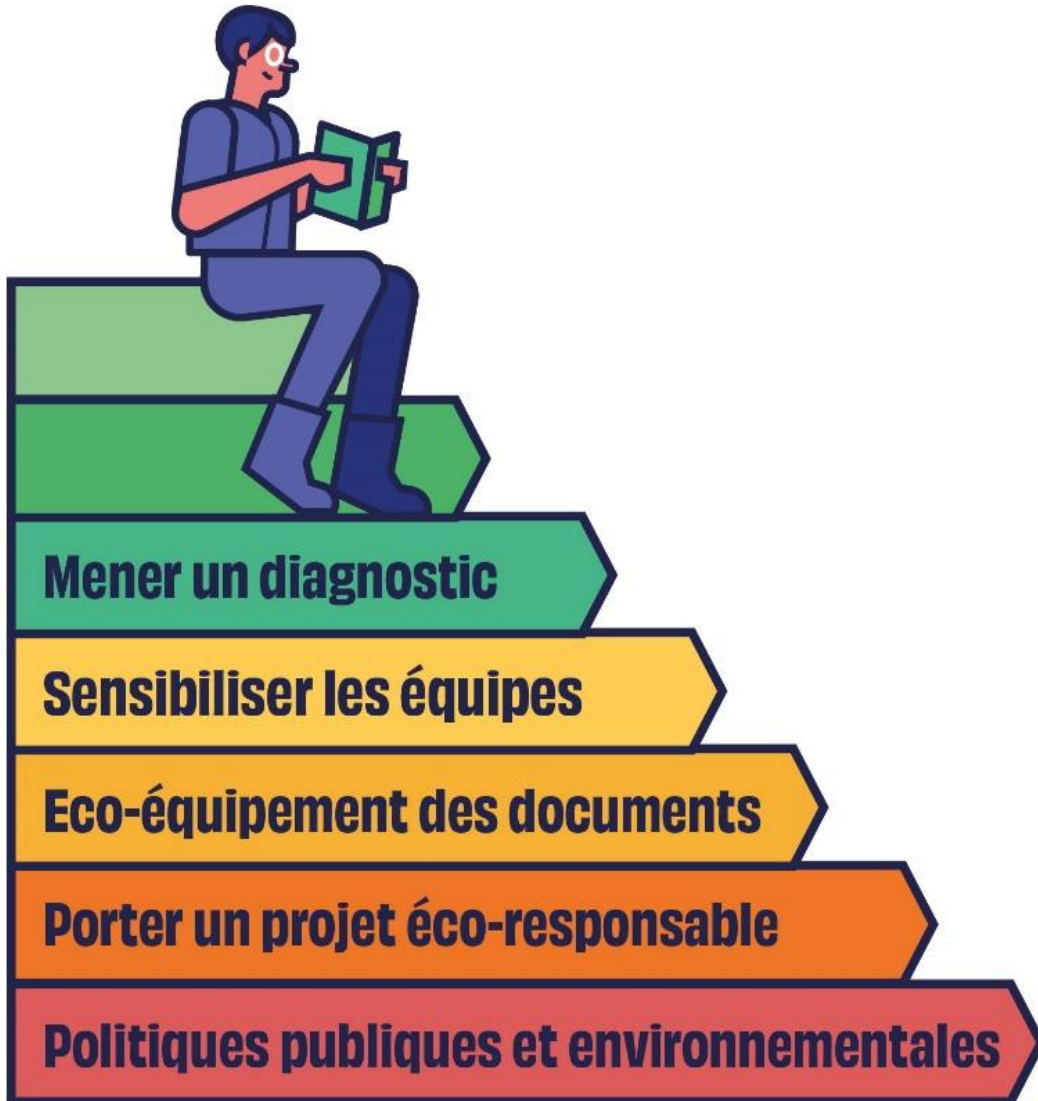 Mener un diagnostic
Sensibiliser les équipes
Eco-équipement des documents
Porter un projet éco-responsable
Politiques publiques et environnementales